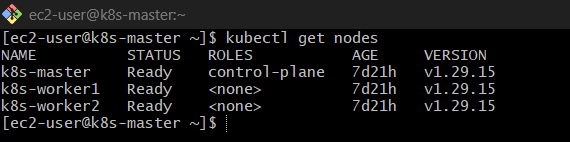 ec2-user@k8s-master:~
[ec2-user@k8s-master ~]$ kubectl get nodes
NAME STATUS ROLES AGE VERSION
k8s-master Ready control-plane 7d21h v1.29.15
k8s-worker1 Ready <none> 7d21h v1.29.15
k8s-worker2 Ready <none> 7d21h v1.29.15
[ec2-user@k8s-master ~]$